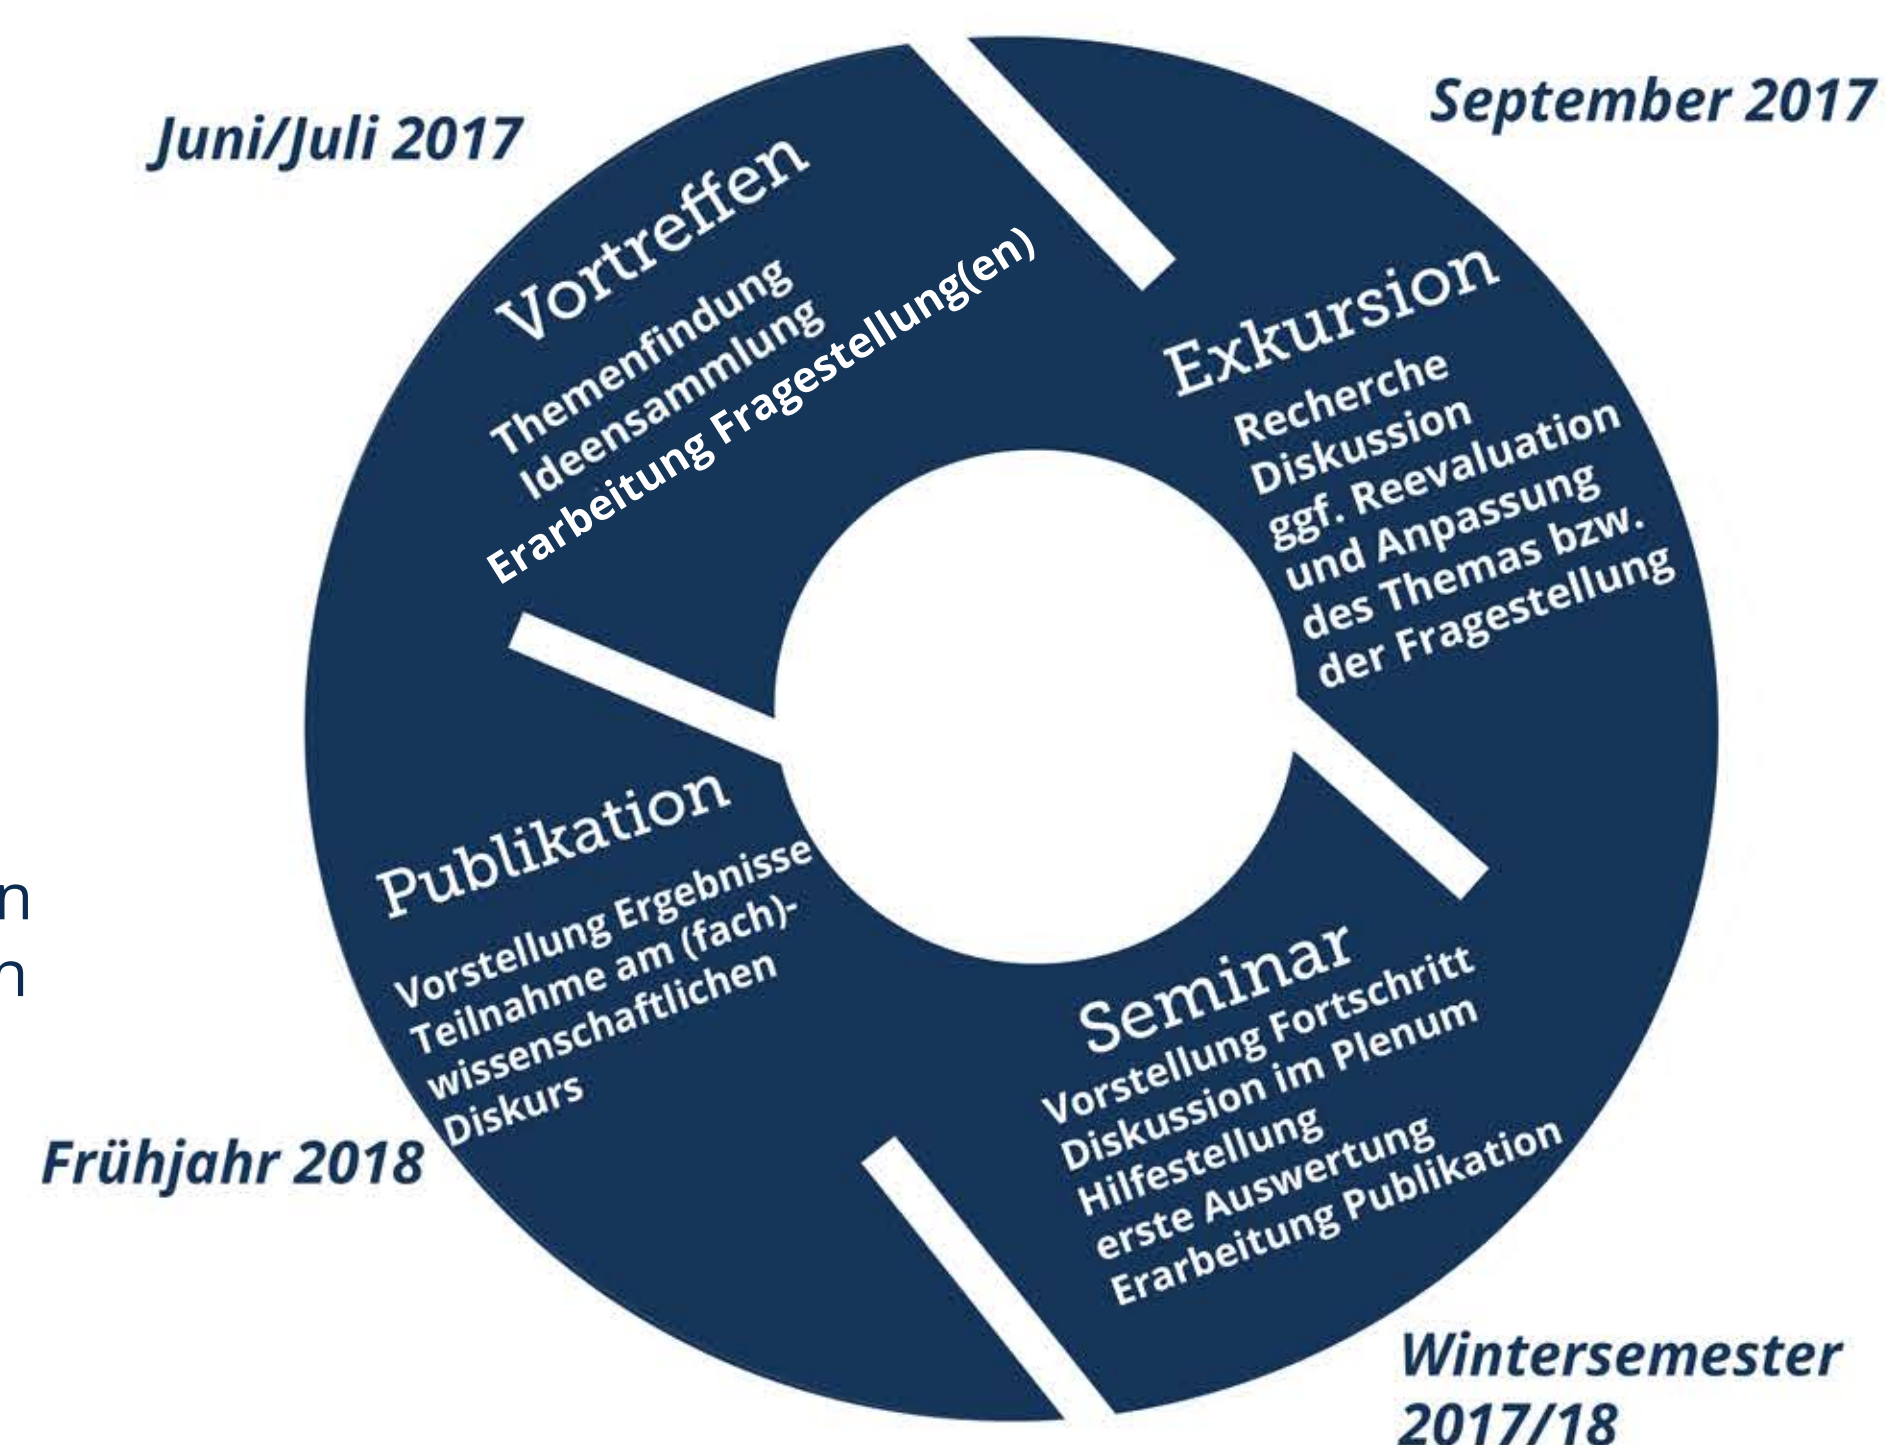 Juni/Juli 2017
Vortreffen
Themenfindung
Ideensammlung
Erarbeitung Fragestellung(en)
September 2017
Exkursion
Recherche
Diskussion
ggf. Reevaluation
und Anpassung
des Themas bzw.
der Fragestellung
Seminar
Vorstellung Fortschritt
Diskussion im Plenum
Hilfestellung
erste Auswertung
Erarbeitung Publikation
Wintersemester
2017/18
Publikation
Vorstellung Ergebnisse
Teilnahme am (fach)-
wissenschaftlichen
Diskurs
Frühjahr 2018